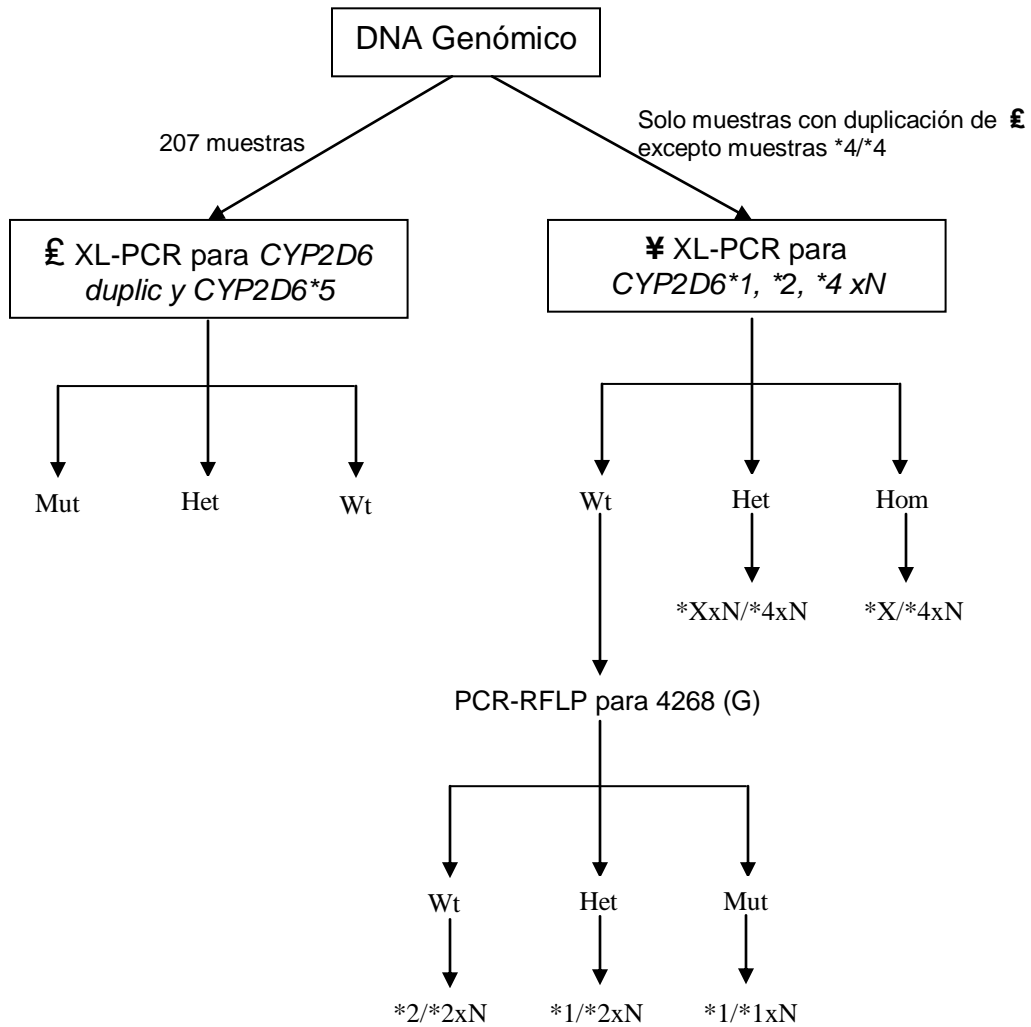 DNA Genómico
207 muestras
Solo muestras con duplicación de ₤
excepto muestras *4/*4
₤ XL-PCR para CYP2D6
duplic y CYP2D6*5
¥ XL-PCR para
CYP2D6*1, *2, *4 xN
Mut
Het
Wt
Wt
Het
Hom
*XxN/*4xN
*X/*4xN
PCR-RFLP para 4268 (G)
Wt
Het
Mut
*2/*2xN
*1/*2xN
*1/*1xN